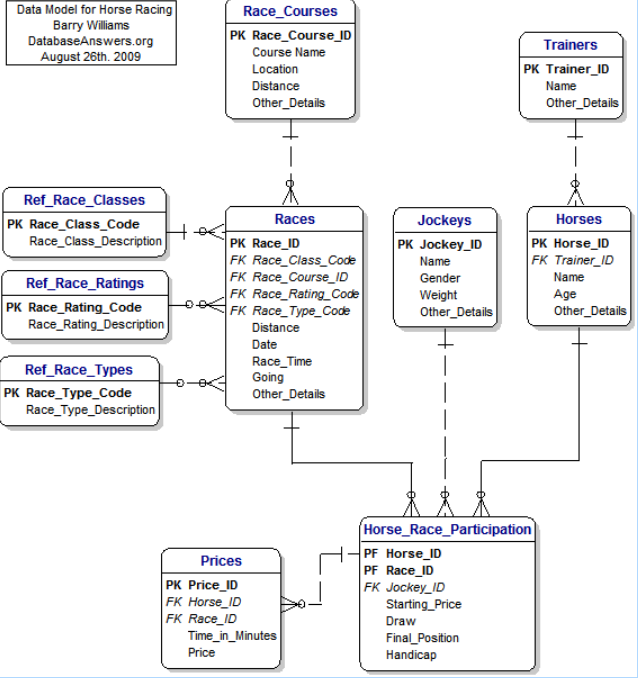 Data Model for Horse Racing
Barry Williams
DatabaseAnswers.org
August 26th. 2009
Race_Courses
PK Race_Course_ID
Course Name
Location
Distance
Other_Details
Trainers
PK Trainer_ID
Name
Other_Details
Ref_Race_Classes
PK Race_Class_Code
Race_Class_Description
Races
PK Race_ID
FK Race_Class_Code
FK Race_Course_ID
FK Race_Rating_Code
FK Race_Type_Code
Distance
Date
Race_Time
Going
Other_Details
Jockeys
PK Jockey_ID
Name
Gender
Weight
Other_Details
Horses
PK Horse_ID
FK Trainer_ID
Name
Age
Other_Details
Ref_Race_Ratings
PK Race_Rating_Code
Race_Rating_Description
Ref_Race_Types
PK Race_Type_Code
Race_Type_Description
Horse_Race_Participation
PF Horse_ID
PF Race_ID
FK Jockey_ID
Starting_Price
Draw
Final_Position
Handicap
Prices
PK Price_ID
FK Horse_ID
FK Race_ID
Time_in_Minutes
Price